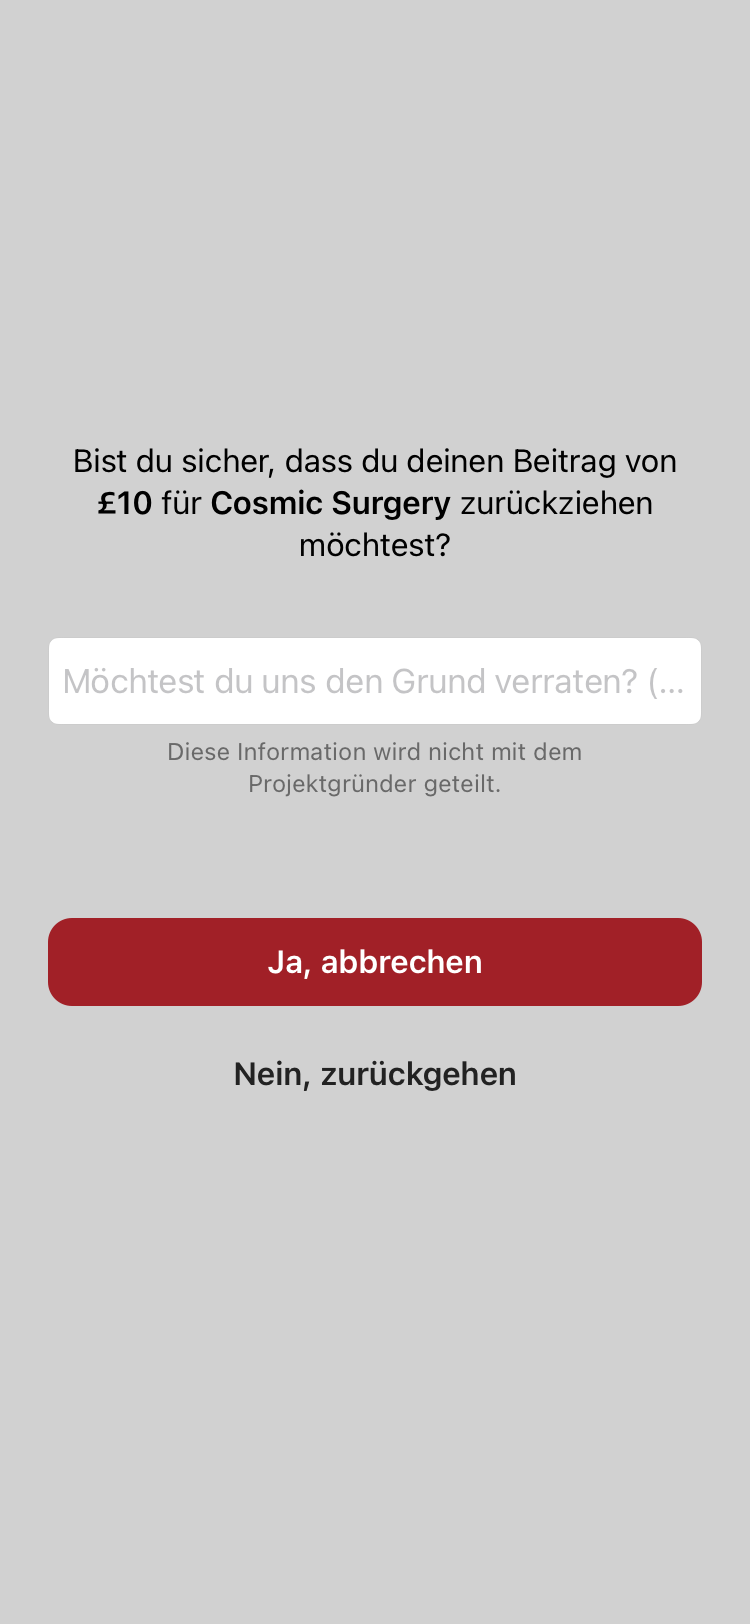 Bist du sicher, dass du deinen Beitrag von
£10 für Cosmic Surgery zurückziehen
möchtest?
Möchtest du uns den Grund verraten? (...
Diese Information wird nicht mit dem
Projektgründer geteilt.
Ja, abbrechen
Nein, zurückgehen